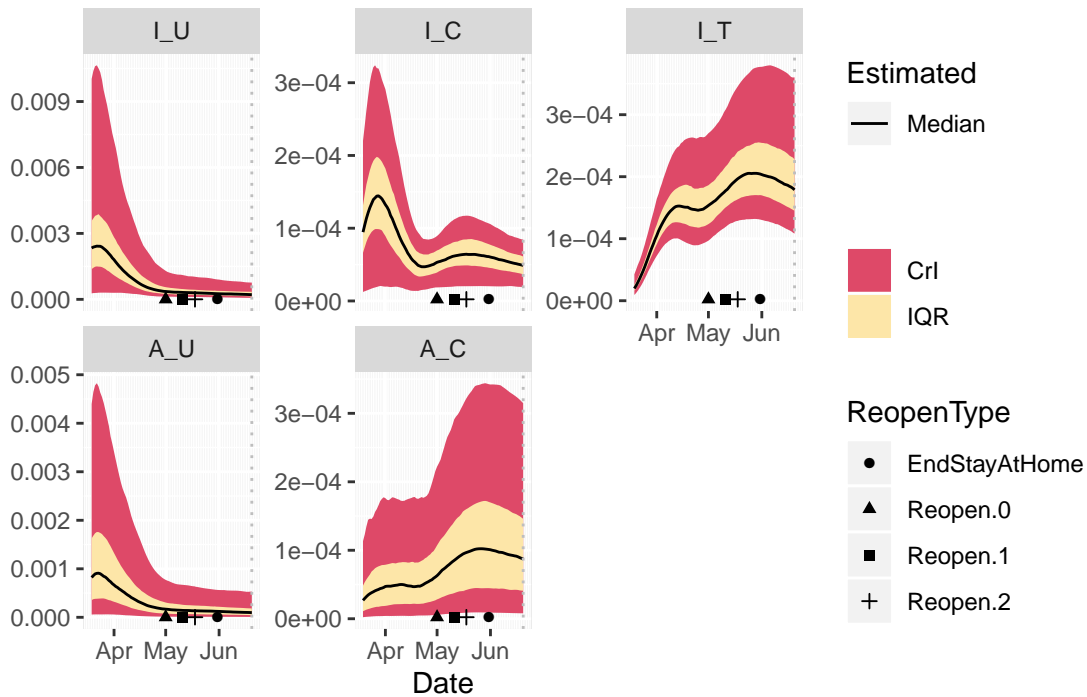 I_U
I_C
I_T
0.009
0.006
0.003
0.000
3e−04
2e−04
1e−04
0e+00
3e−04
2e−04
1e−04
0e+00
Apr May Jun
A_U
A_C
0.005
0.004
0.003
0.002
0.001
0.000
3e−04
2e−04
1e−04
0e+00
Apr May Jun
Apr May Jun
Date
Estimated
Median
CrI
IQR
ReopenType
EndStayAtHome
Reopen.0
Reopen.1
Reopen.2